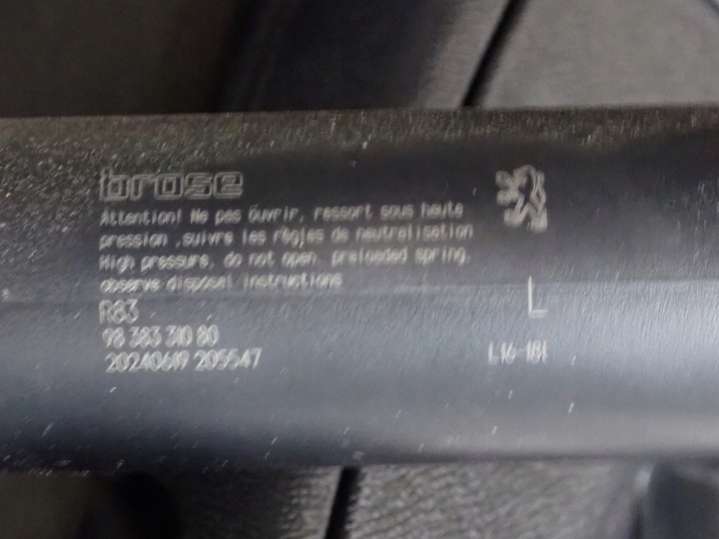 brose
Attention! Ne pas Ouvrir, ressort sous haute
pression ,suivre les règles de neutralisation
High pressure, do not open, preloaded spring,
observe disposal instructions
R83
98 383 310 80
20240619 205547
L
L16-181